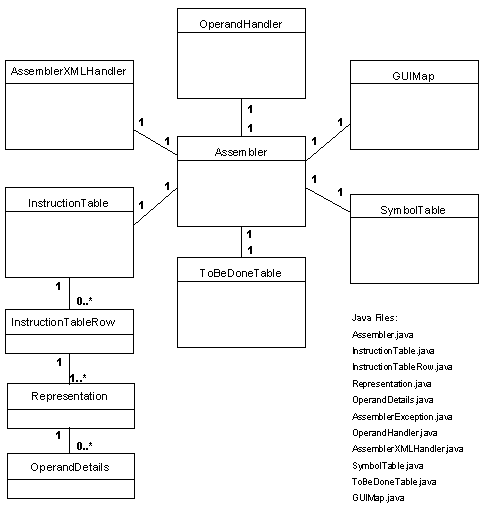 OperandHandler
AssemblerXMLHandler
GUIMap
1
1
1
1
1
1
Assembler
1
1
1
1
InstructionTable
SymbolTable
1
1
ToBeDoneTable
1
0..*
InstructionTableRow
1
1..*
Representation
1
0..*
OperandDetails
Java Files:
Assembler.java
InstructionTable.java
InstructionTableRow.java
Representation.java
OperandDetails.java
AssemblerException.java
OperandHandler.java
AssemblerXMLHandler.java
SymbolTable.java
ToBeDoneTable.java
GUIMap.java